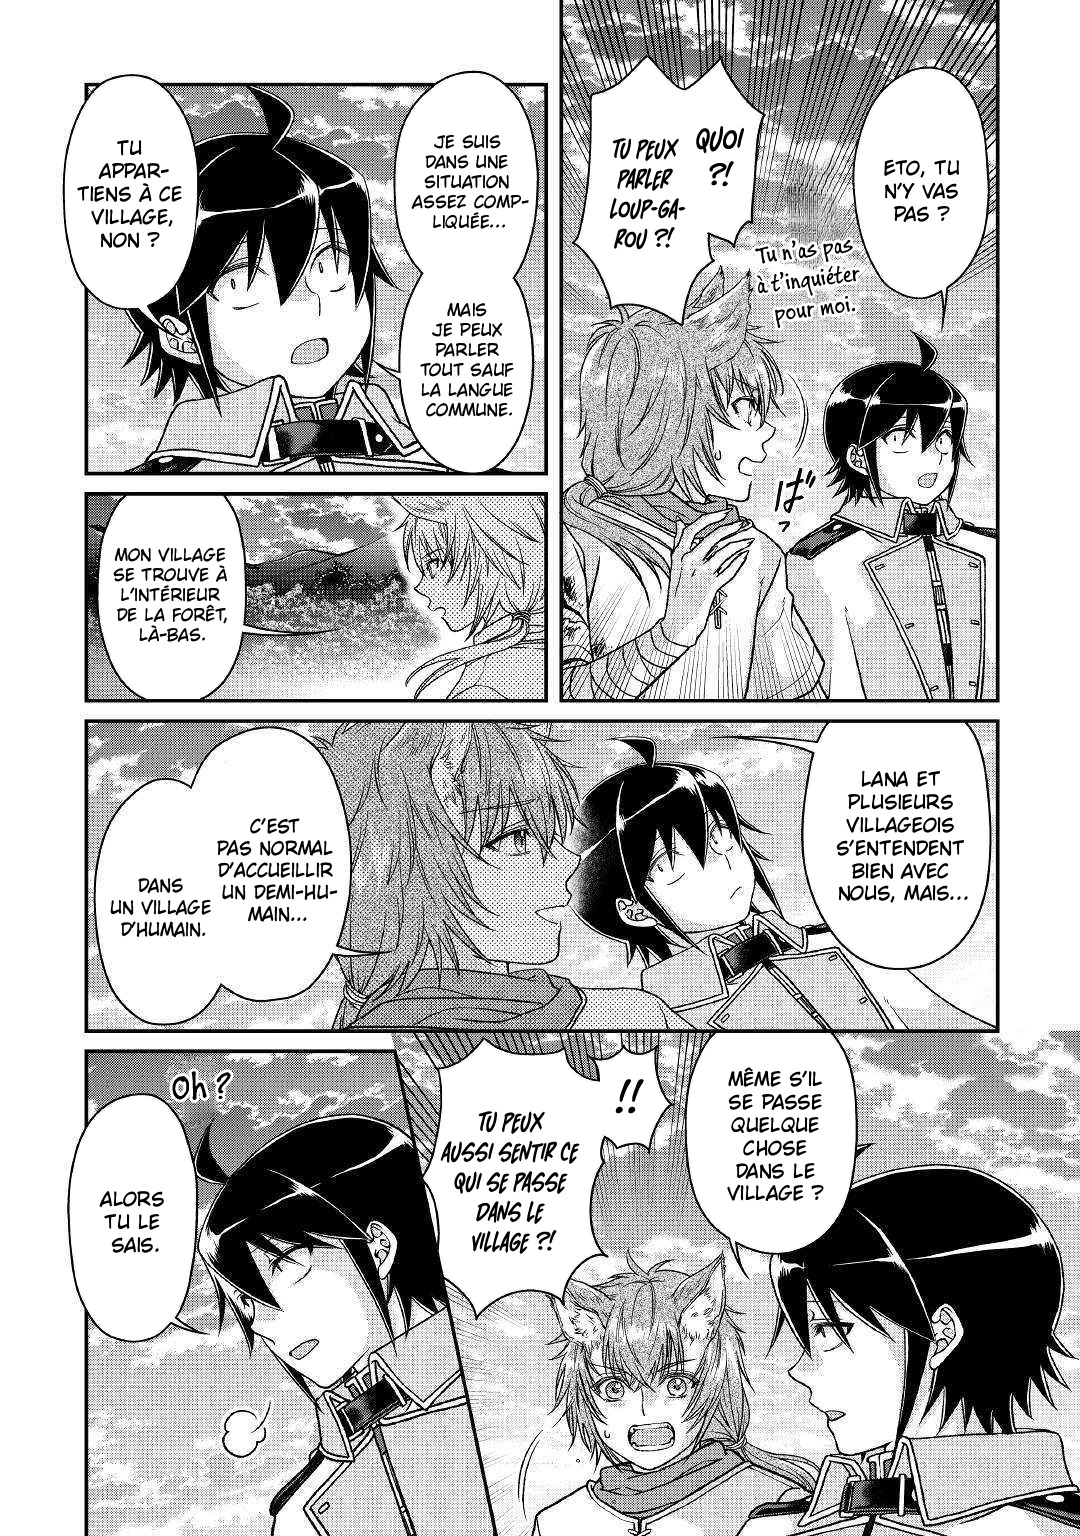 ETO, TU
N'Y VAS
PAS ?
Tu n'as pas
à t'inquiéter
pour moi.
QUOI
?!
TU PEUX
PARLER
LOUP-GA-
ROU ?!
ばっ
JE SUIS
DANS UNE
SITUATION
ASSEZ COMP-
LIQUÉE...
MAIS
JE PEUX
PARLER
TOUT SAUF
LA LANGUE
COMMUNE.
TU
APPAR-
TIENS À CE
VILLAGE,
NON ?
MON VILLAGE
SE TROUVE À
L'INTÉRIEUR
DE LA FORÊT,
LÀ-BAS.
LANA ET
PLUSIEURS
VILLAGEOIS
S'ENTENDENT
BIEN AVEC
NOUS, MAIS...
C'EST
PAS NORMAL
D'ACCUEILLIR
UN DEMI-HU-
MAIN...
DANS
UN VILLAGE
D'HUMAIN.
MÊME S'IL
SE PASSE
QUELQUE
CHOSE
DANS LE
VILLAGE ?
!!
TU PEUX
AUSSI SENTIR CE
QUI SE PASSE
DANS LE
VILLAGE ?!
Oh ?
ALORS
TU LE
SAIS.